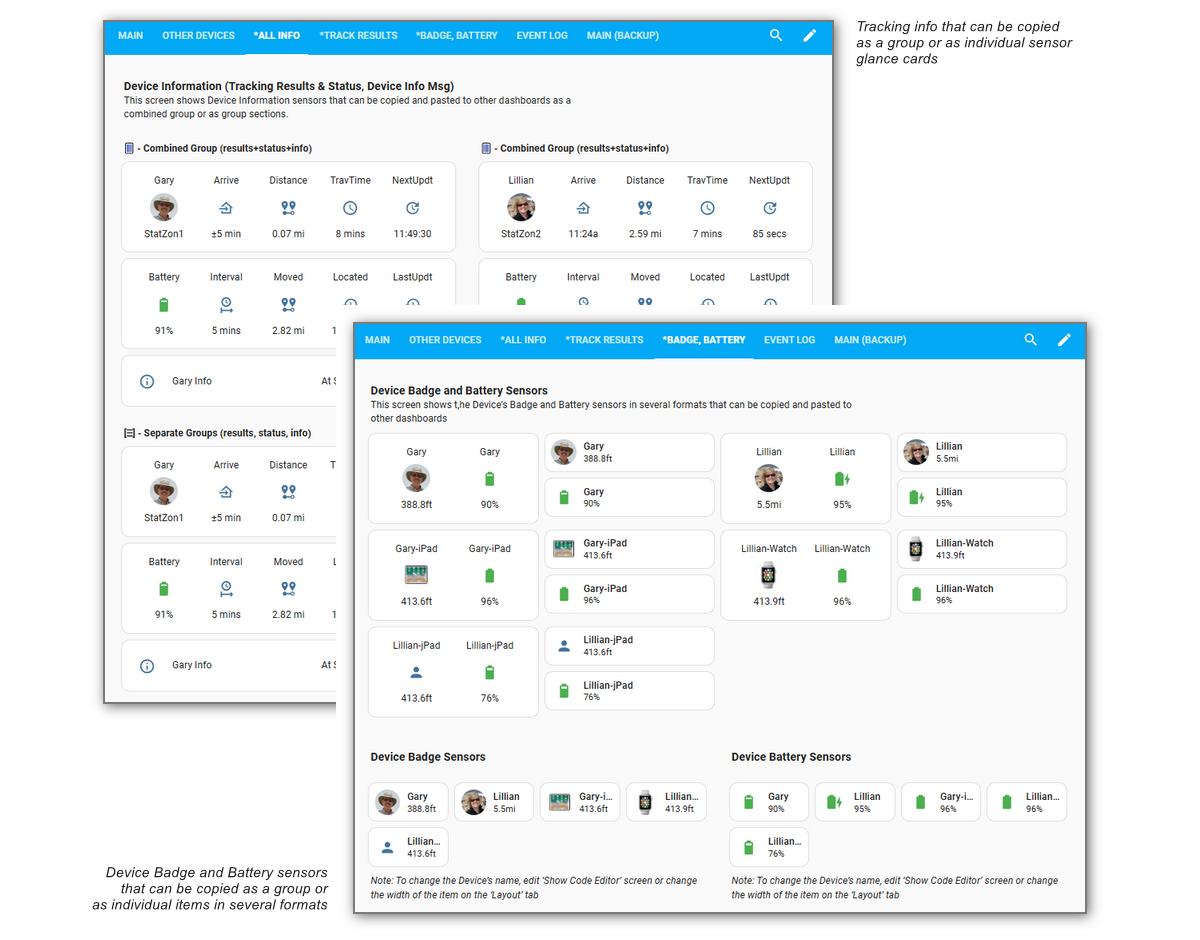 MAIN OTHER DEVICES *ALL INFO *TRACK RESULTS *BADGE, BATTERY EVENT LOG MAIN (BACKUP)
Tracking info that can be copied
as a group or as individual sensor
glance cards
Device Information (Tracking Results & Status, Device Info Msg)
This screen shows Device Information sensors that can be copied and pasted to other dashboards as a
combined group or as group sections.
- Combined Group (results+status+info)
Gary Arrive Distance TravTime NextUpdt
StatZon1 ±5 min 0.07 mi 8 mins 11:49:30
Battery Interval Moved Located LastUpdt
91% 5 mins 2.82 mi 1
Gary Info At S
- Combined Group (results+status+info)
Lillian Arrive Distance TravTime NextUpdt
StatZon2 11:24a 2.59 mi 7 mins 85 secs
Battery Interval Moved Located LastUpdt
- Separate Groups (results, status, info)
Gary Arrive Distance T
StatZon1 ±5 min 0.07 mi
Battery Interval Moved L
91% 5 mins 2.82 mi 1
Gary Info At S
MAIN OTHER DEVICES *ALL INFO *TRACK RESULTS *BADGE, BATTERY EVENT LOG MAIN (BACKUP)
Device Badge and Battery Sensors
This screen shows t,he Device's Badge and Battery sensors in several formats that can be copied and pasted to
other dashboards
Gary Gary
388.8ft 90%
Gary
388.8ft
Gary
90%
Lillian Lillian
5.5mi 95%
Lillian
5.5mi
Lillian
95%
Gary-iPad Gary-iPad
413.6ft 96%
Gary-iPad
413.6ft
Gary-iPad
96%
Lillian-Watch Lillian-Watch
413.9ft 96%
Lillian-Watch
413.9ft
Lillian-Watch
96%
Lillian-jPad Lillian-jPad
413.6ft 76%
Lillian-jPad
413.6ft
Lillian-jPad
76%
Device Badge Sensors
Gary Lillian Gary-i... Lillian...
388.8ft 5.5mi 413.6ft 413.9ft
Lillian...
413.6ft
Note: To change the Device's name, edit 'Show Code Editor' screen or change
the width of the item on the 'Layout' tab
Device Battery Sensors
Gary Lillian Gary-i... Lillian...
90% 95% 96% 96%
Lillian...
76%
Note: To change the Device's name, edit 'Show Code Editor' screen or change
the width of the item on the 'Layout' tab
Device Badge and Battery sensors
that can be copied as a group or
as individual items in several formats